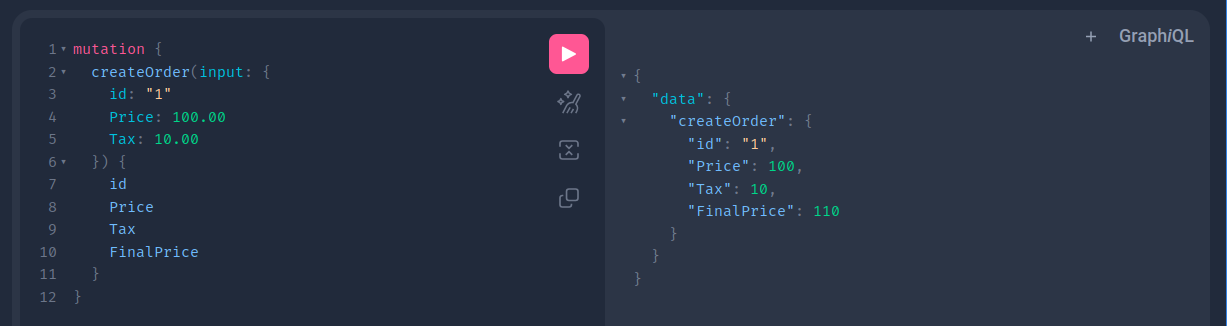 + GraphiQL
1 mutation {
2 createOrder(input: {
3 id: "1"
4 Price: 100.00
5 Tax: 10.00
6 }) {
7 id
8 Price
9 Tax
10 FinalPrice
11 }
12 }
{
"data": {
"createOrder": {
"id": "1",
"Price": 100,
"Tax": 10,
"FinalPrice": 110
}
}
}